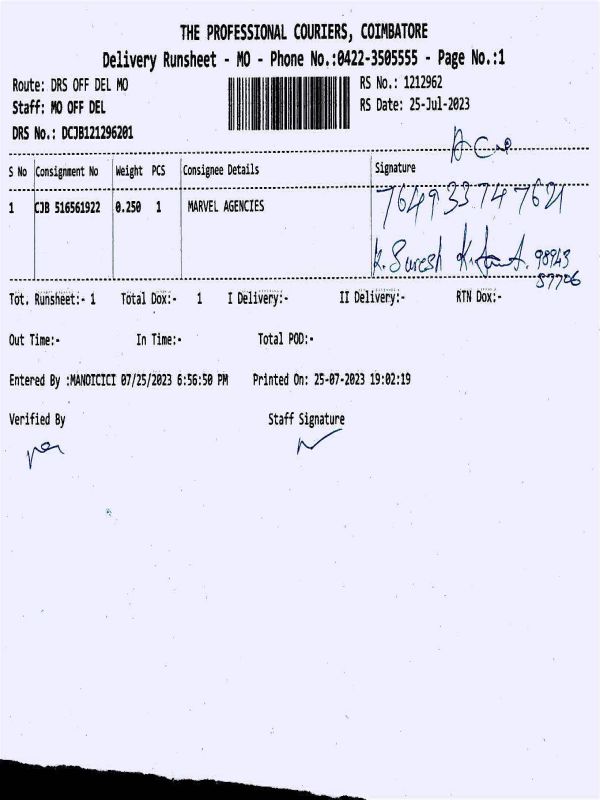 THE PROFESSIONAL COURIERS, COIMBATORE
Delivery Runsheet - MO - Phone No.:0422-3505555 - Page No.:1
Route: DRS OFF DEL MO
RS No.: 1212962
Staff: MO OFF DEL
RS Date: 25-Jul-2023
DRS No.: DCJB121296201
S No Consignment No Weight PCS Consignee Details Signature
1 CJB 516561922 0.250 1 MARVEL AGENCIES
764933747621
K. Suresh K. 98943
57706
Tot. Runsheet:- 1 Total Dox:- 1 I Delivery:- II Delivery:- RTN Dox:-
Out Time:- In Time:- Total POD:-
Entered By :MANOICICI 07/25/2023 6:56:50 PM Printed On: 25-07-2023 19:02:19
Verified By Staff Signature